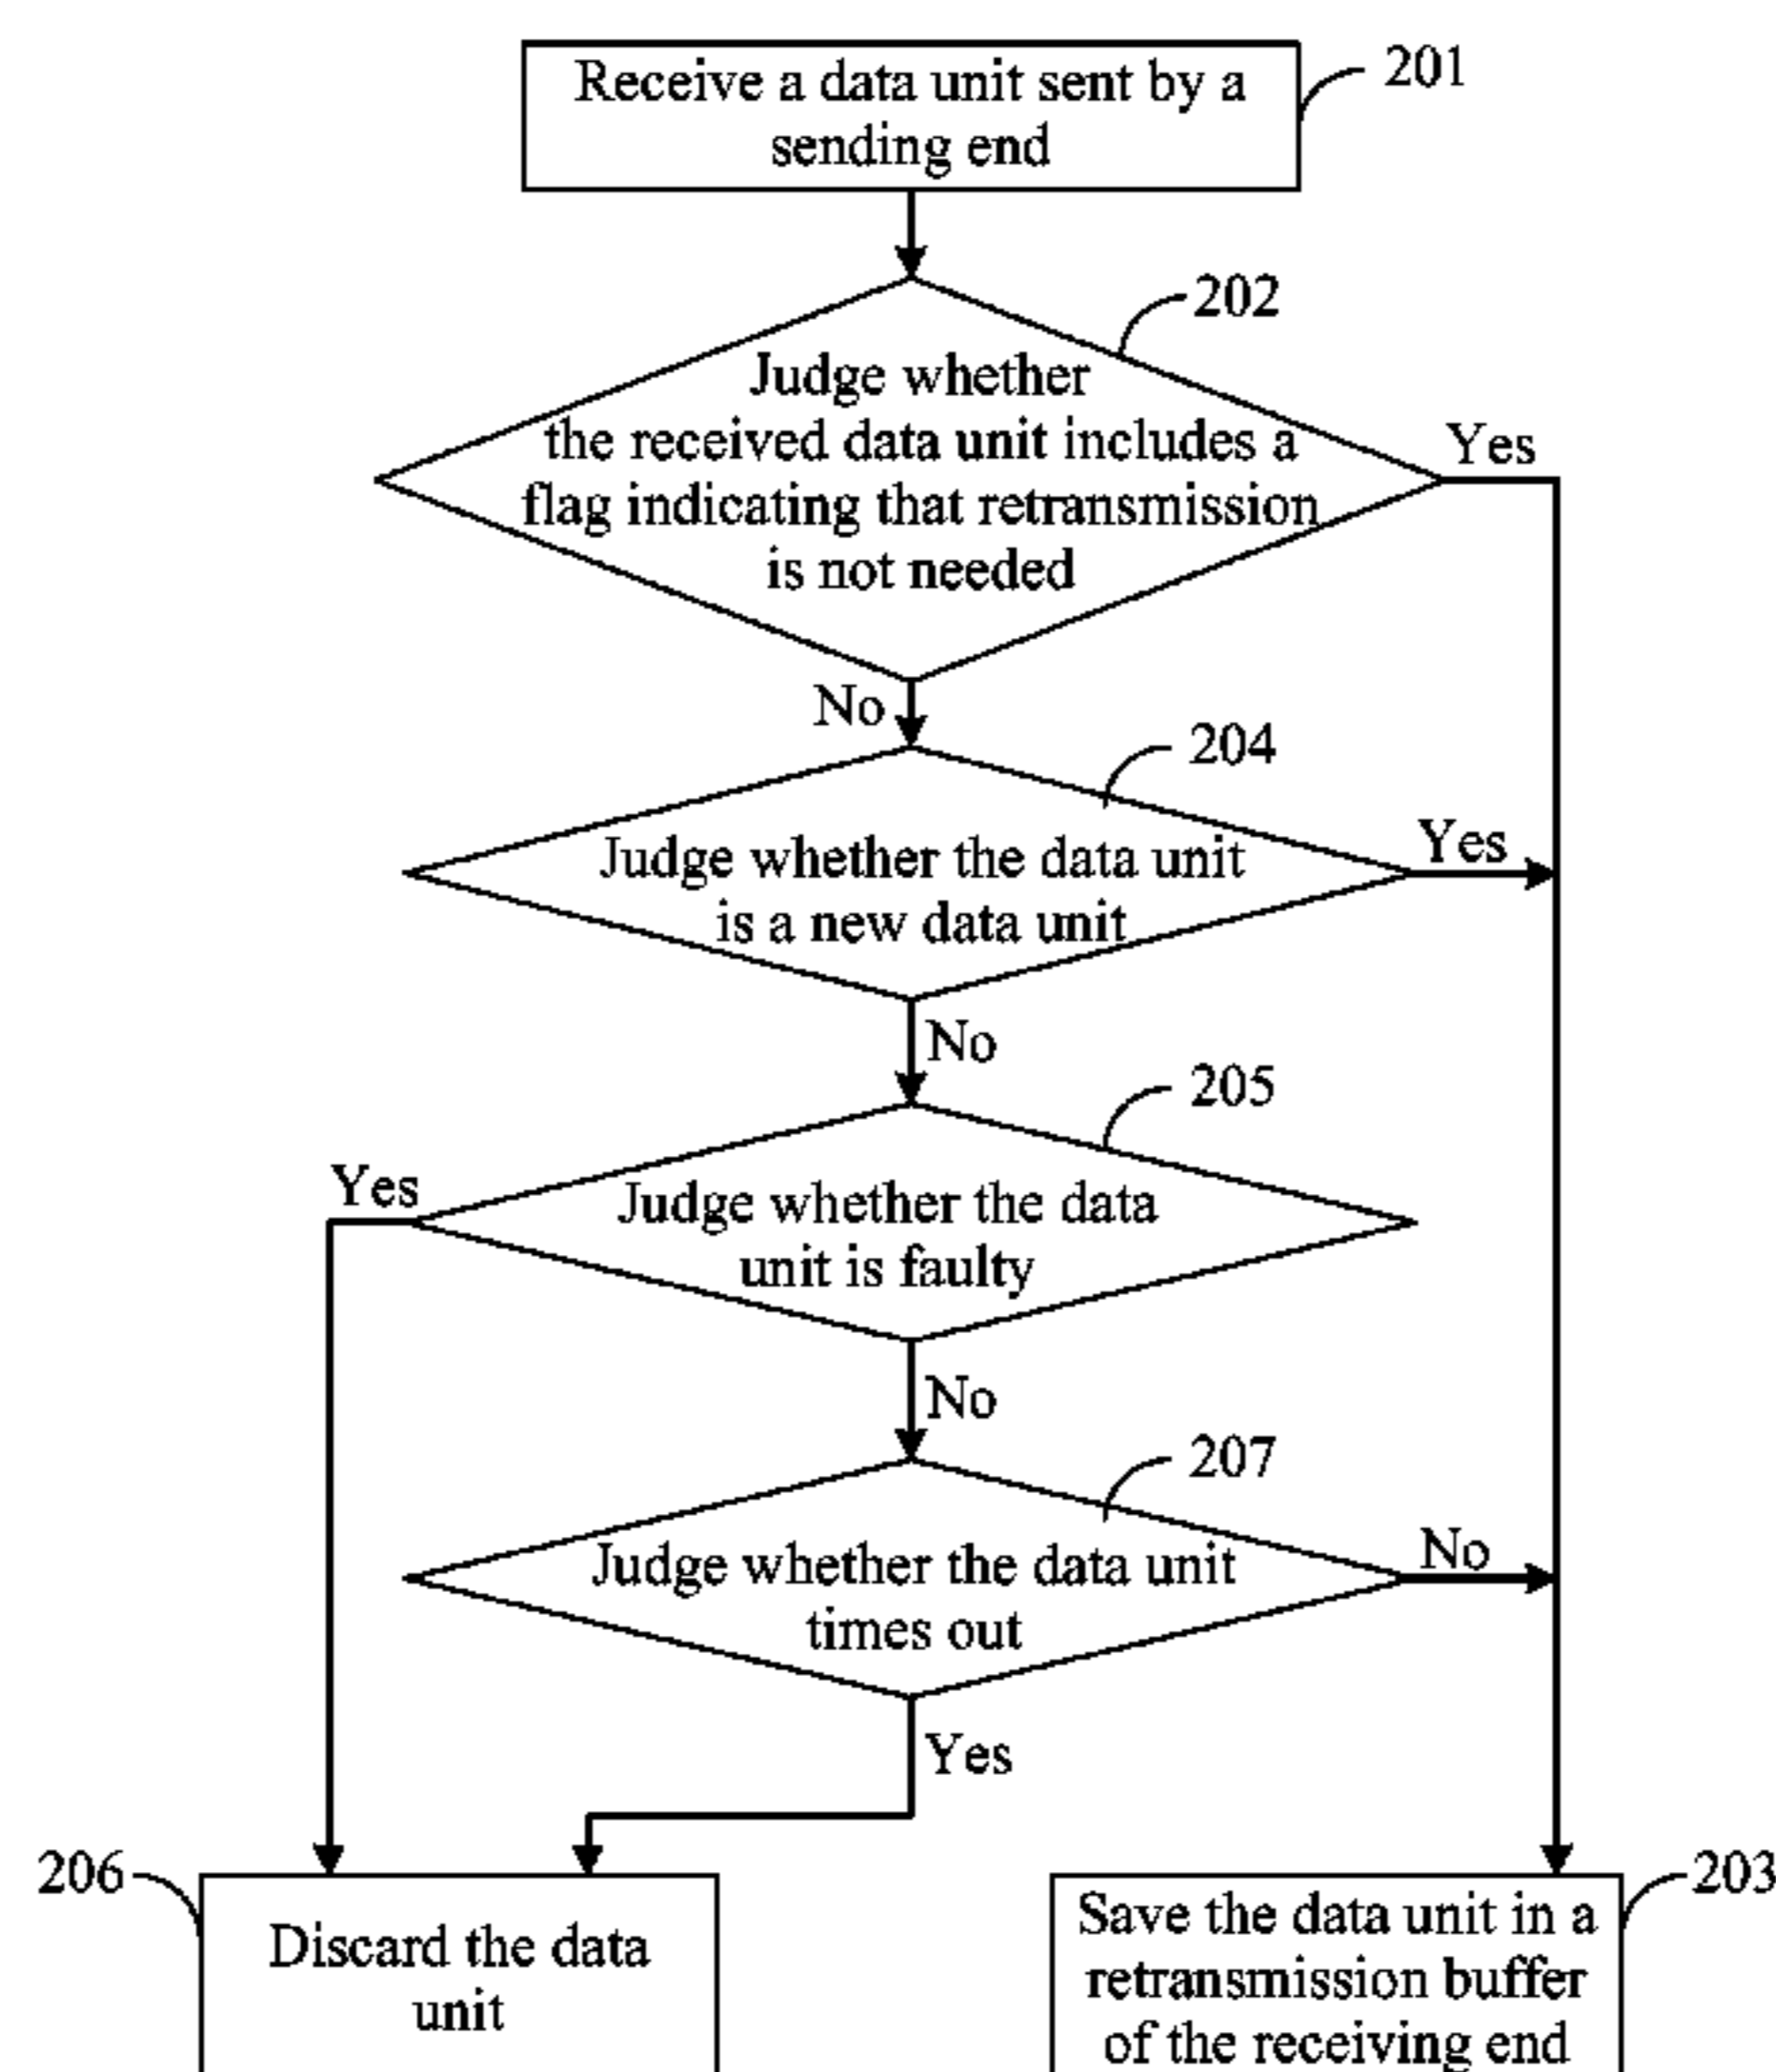 Receive a data unit sent by a
sending end
201
202
Judge whether
the received data unit includes a
flag indicating that retransmission
is not needed
Yes
No
204
Judge whether the data unit
is a new data unit
Yes
No
205
Yes
Judge whether the data
unit is faulty
No
207
Judge whether the data unit
times out
No
Yes
206
Discard the data
unit
203
Save the data unit in a
retransmission buffer
of the receiving end